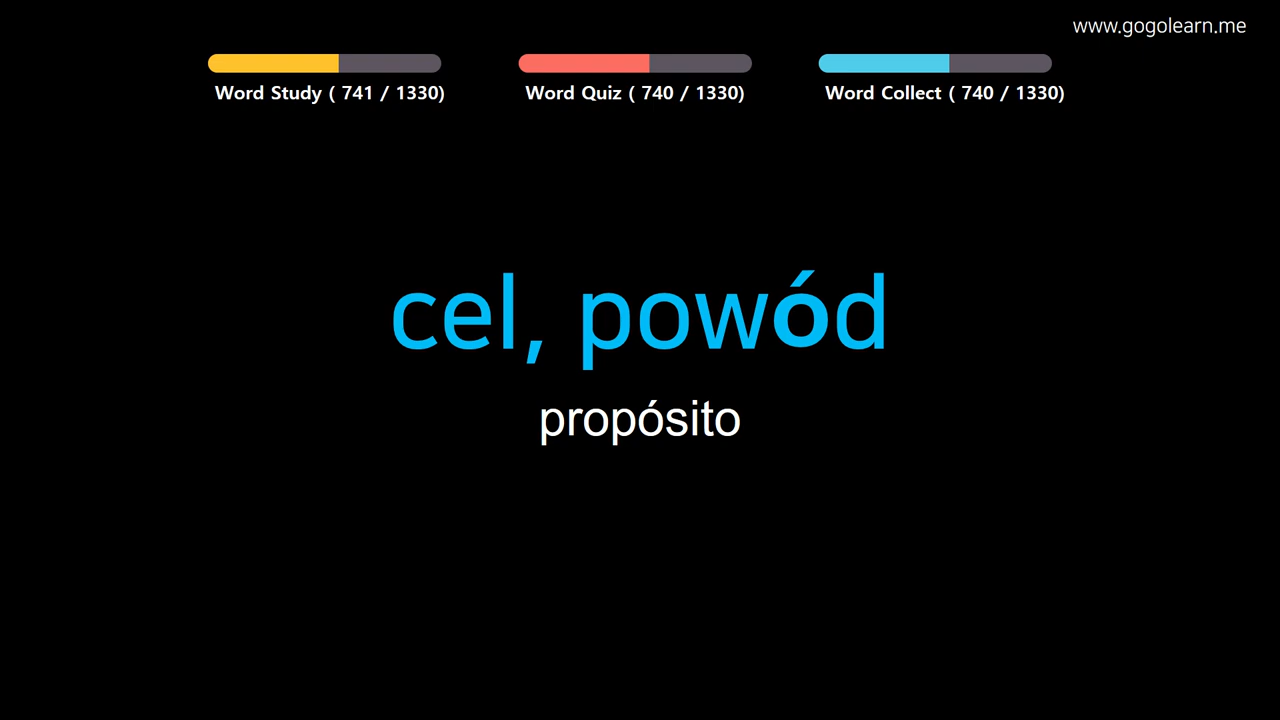 www.gogolearn.me
Word Study ( 741 / 1330)
Word Quiz ( 740 / 1330)
Word Collect ( 740 / 1330)
cel, powód
propósito